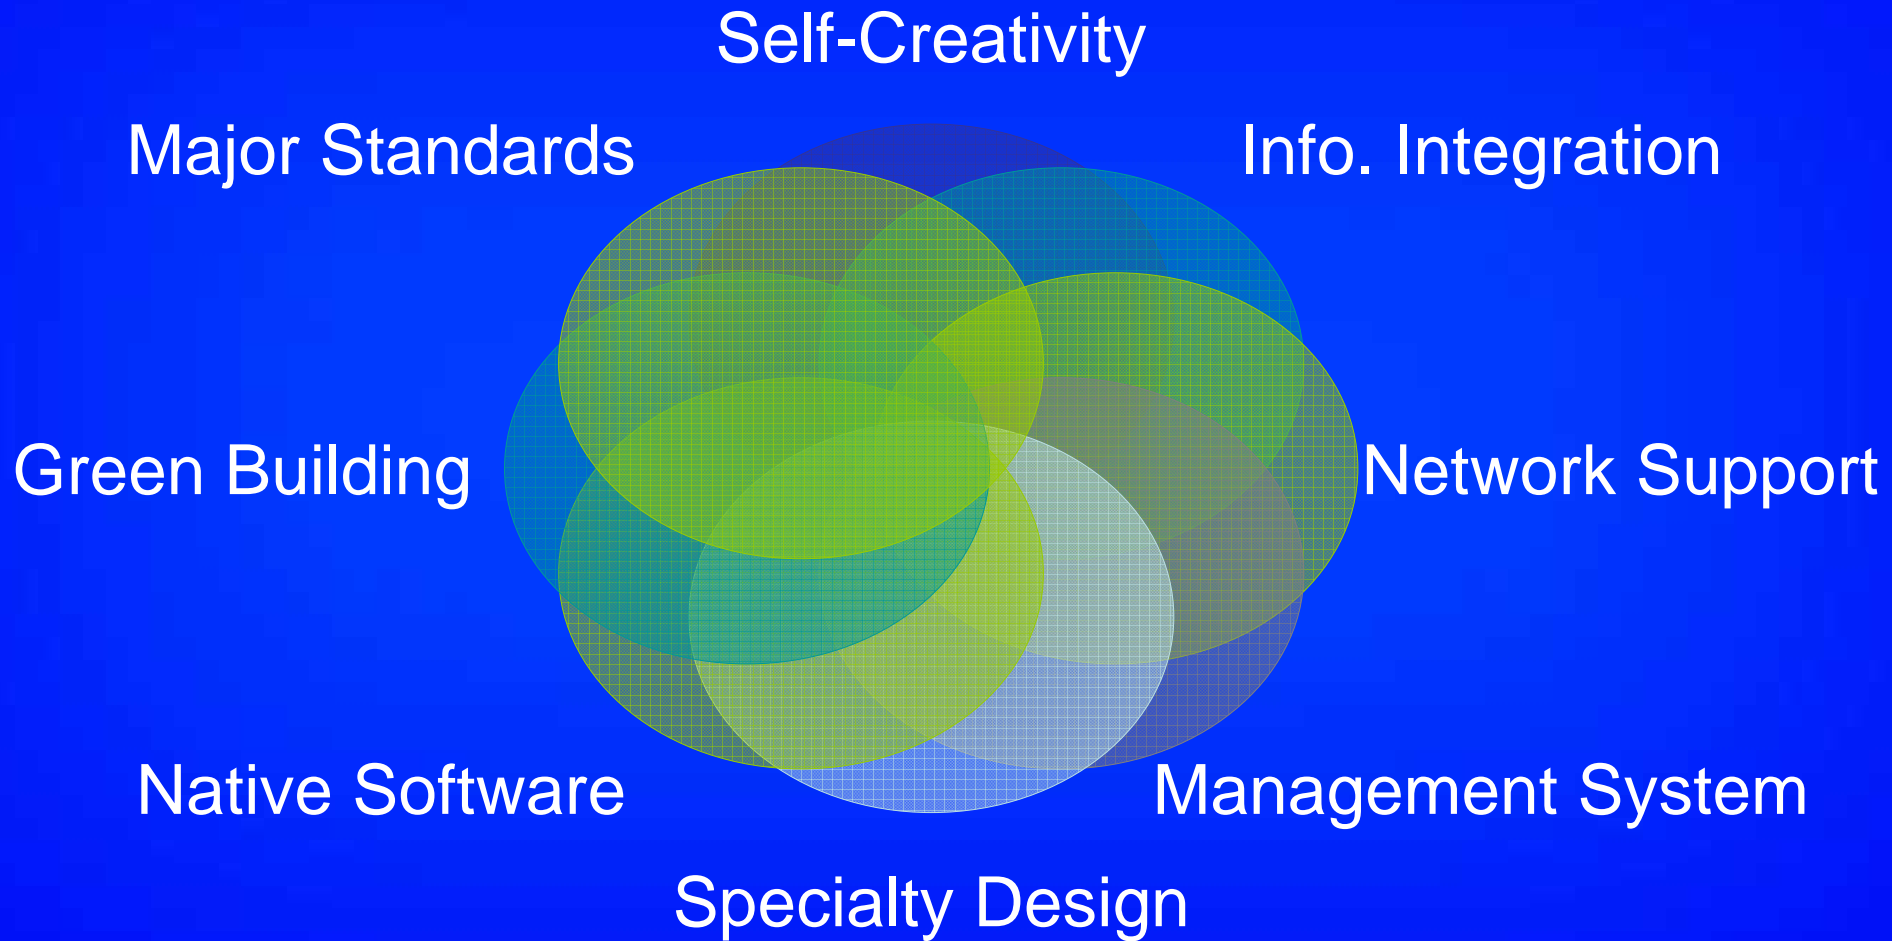 Self-Creativity
Major Standards
Info. Integration
Green Building
Network Support
Native Software
Management System
Specialty Design